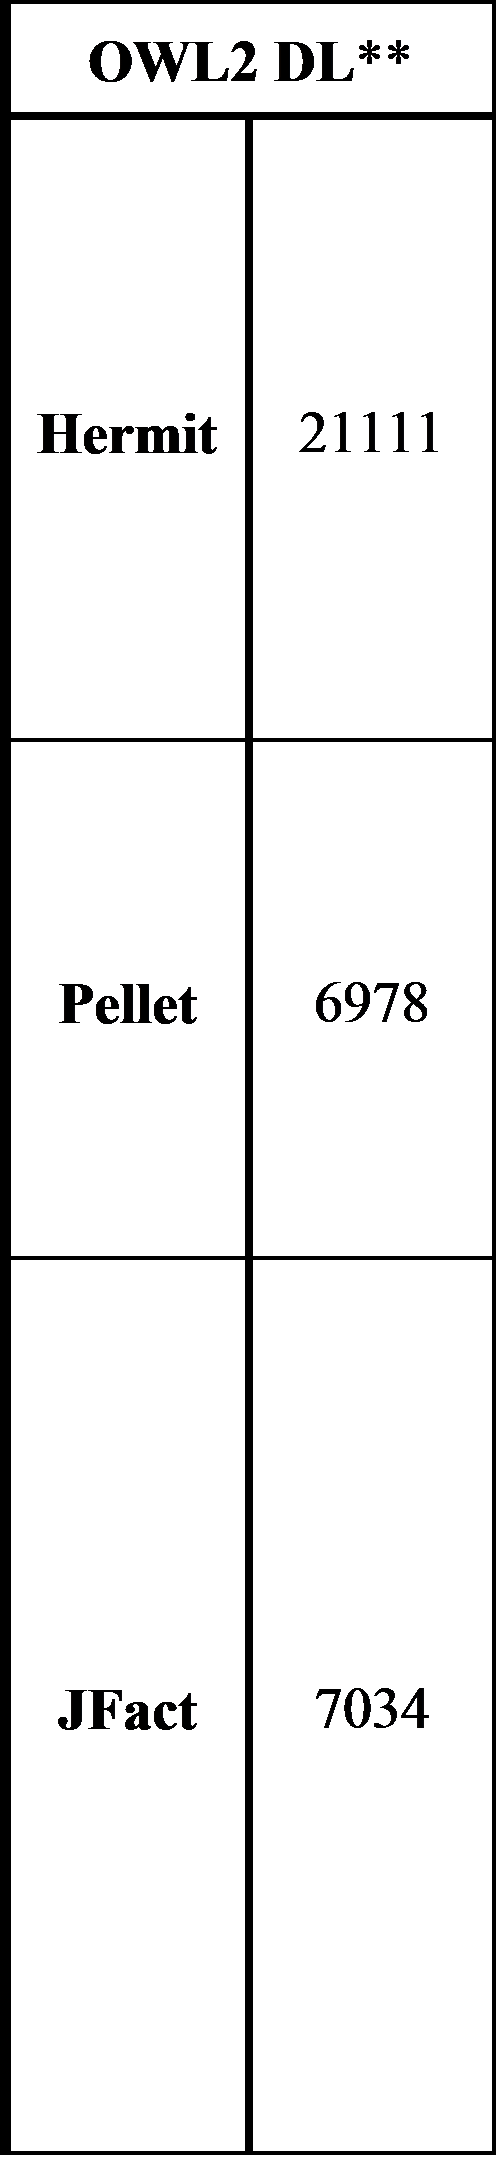 OWL2 DL**
Hermit 21111
Pellet 6978
JFact 7034